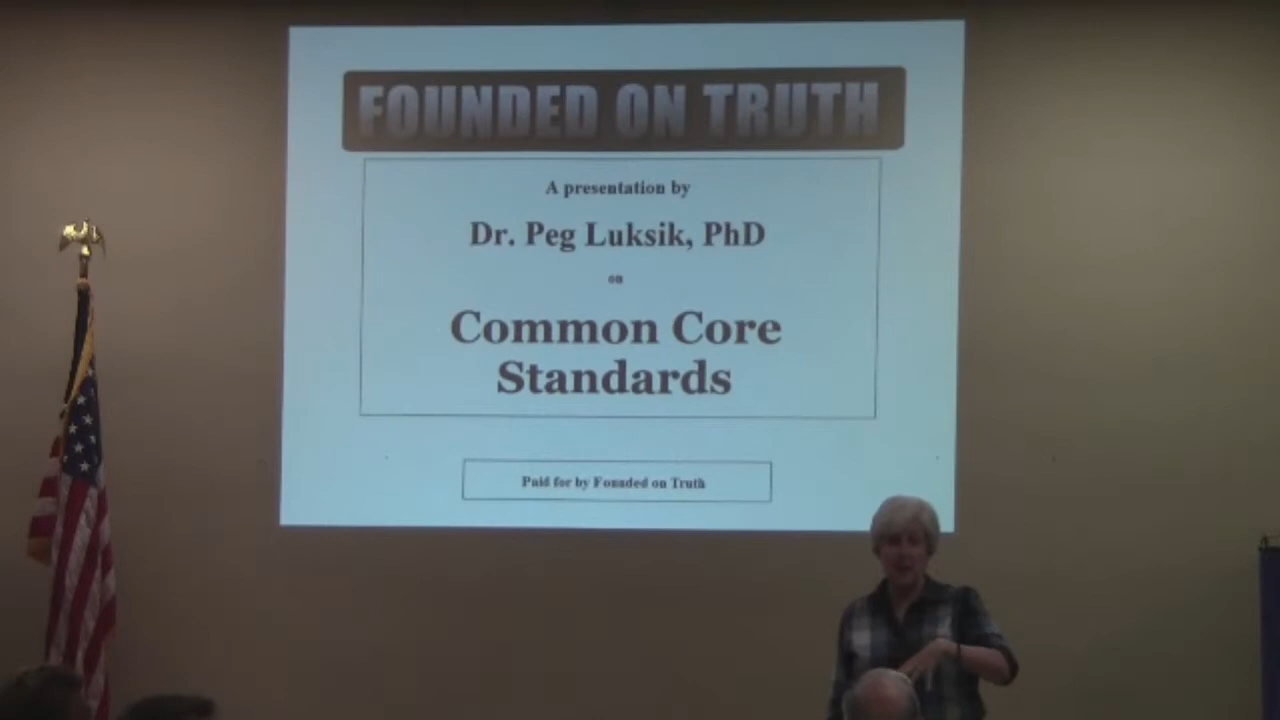 FOUNDED ON TRUTH
A presentation by
Dr. Peg Luksik, PhD
on
Common Core
Standards
Paid for by Founded on Truth